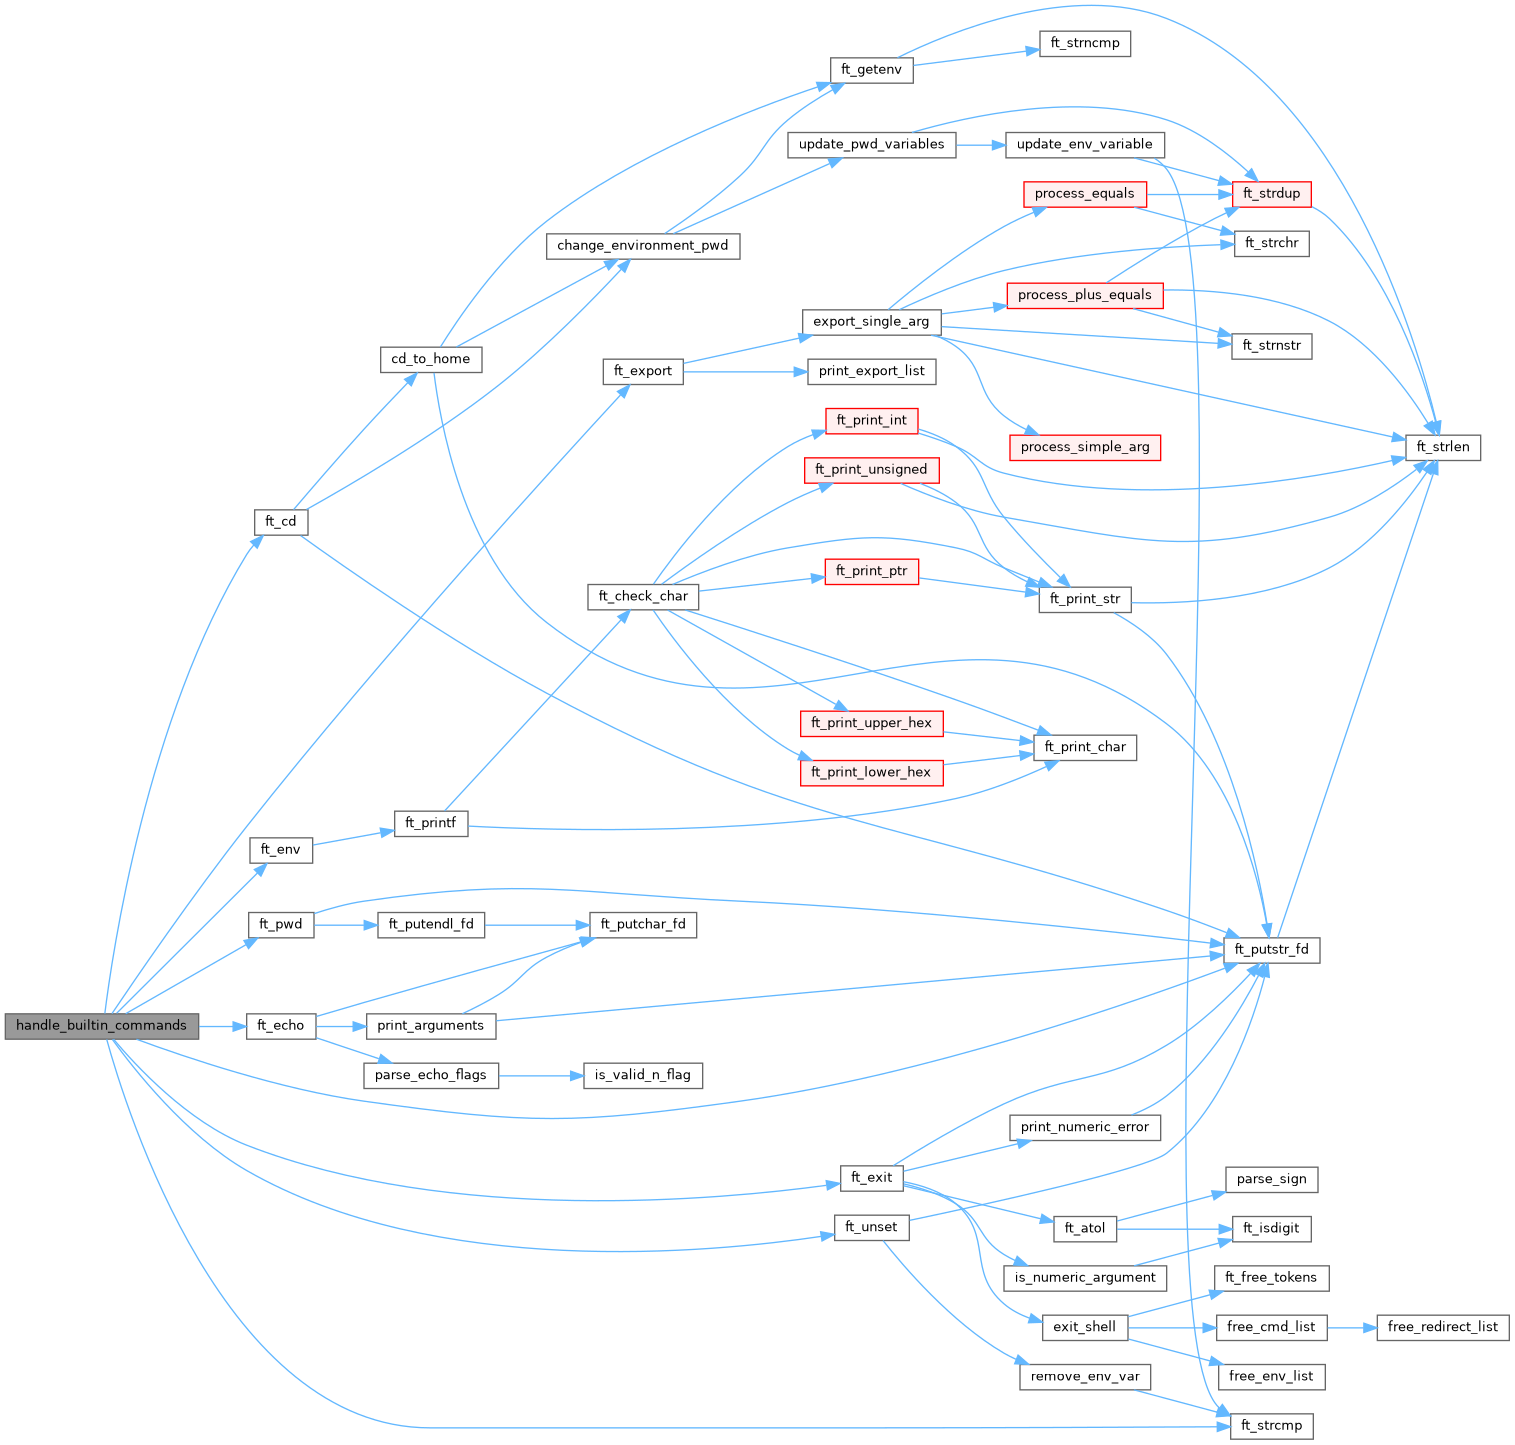 ft_strncmp
ft_getenv
update_pwd_variables
update_env_variable
process_equals
ft_strdup
change_environment_pwd
ft_strchr
process_plus_equals
export_single_arg
ft_strnstr
cd_to_home
ft_export
print_export_list
ft_print_int
process_simple_arg
ft_strlen
ft_print_unsigned
ft_cd
ft_print_ptr
ft_check_char
ft_print_str
ft_print_upper_hex
ft_print_char
ft_print_lower_hex
ft_printf
ft_env
ft_pwd
ft_putendl_fd
ft_putchar_fd
ft_putstr_fd
handle_builtin_commands
ft_echo
print_arguments
parse_echo_flags
is_valid_n_flag
print_numeric_error
ft_exit
parse_sign
ft_unset
ft_atol
ft_isdigit
is_numeric_argument
ft_free_tokens
exit_shell
free_cmd_list
free_redirect_list
remove_env_var
free_env_list
ft_strcmp